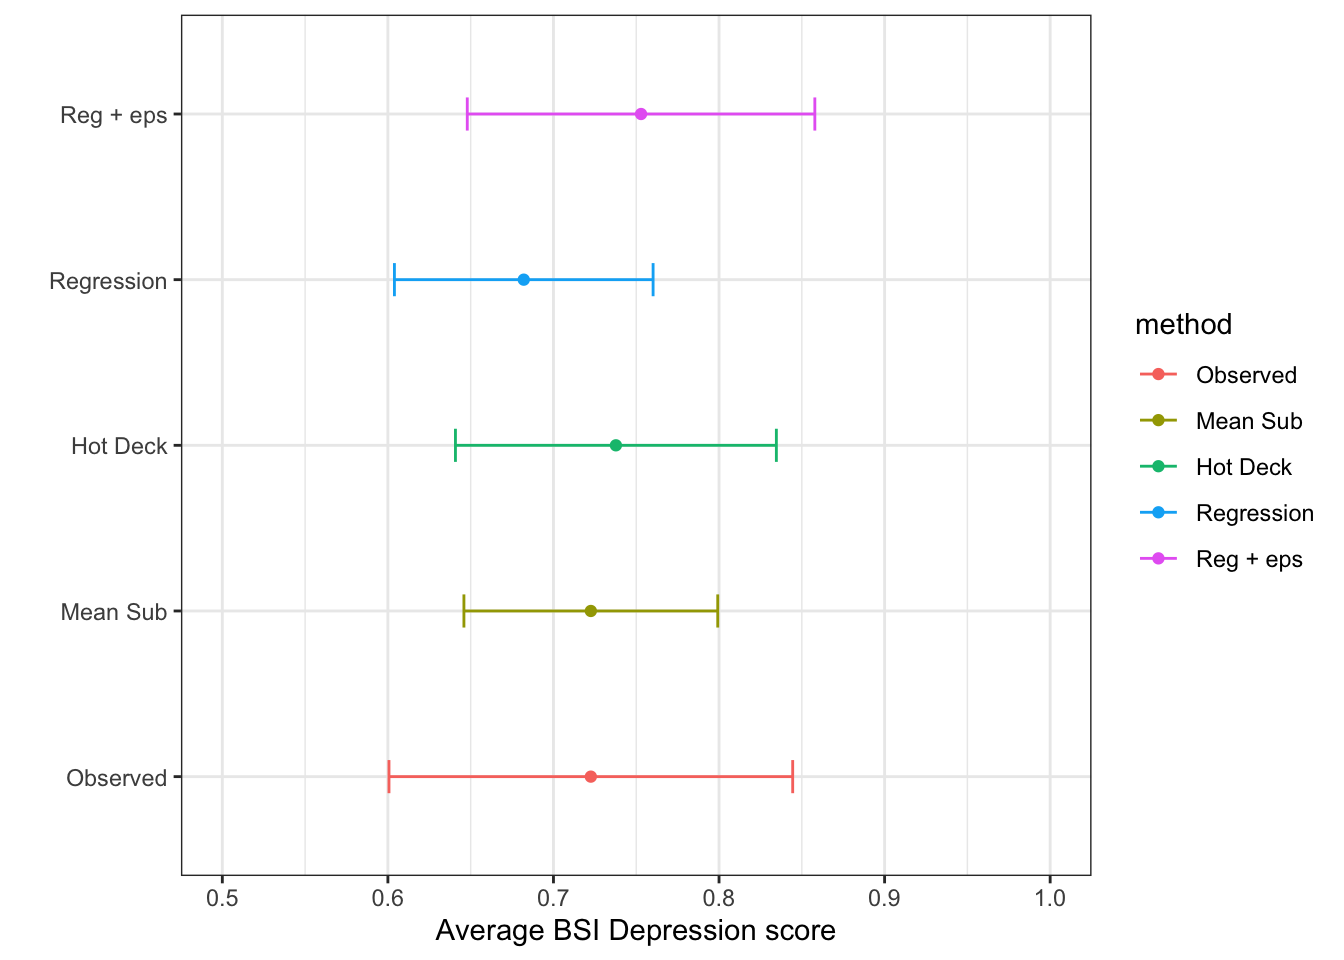 Reg + eps
Regression
Hot Deck
Mean Sub
Observed
0.5 0.6 0.7 0.8 0.9 1.0
Average BSI Depression score
method
Observed
Mean Sub
Hot Deck
Regression
Reg + eps